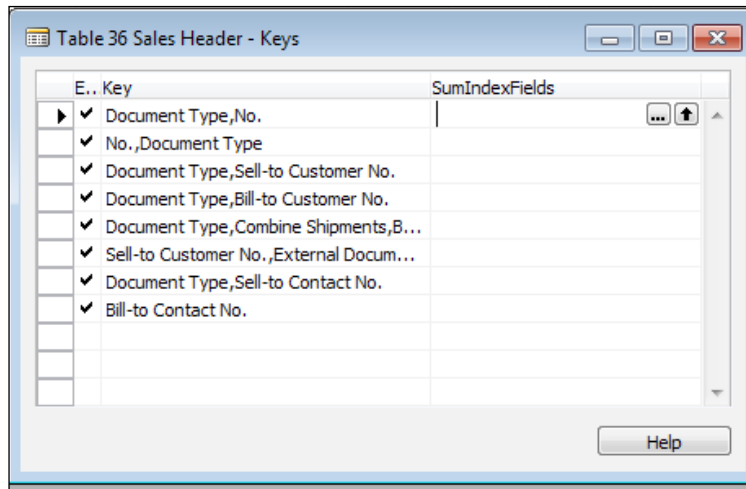 Table 36 Sales Header - Keys
E.. Key SumIndexFields
Document Type,No.
No.,Document Type
Document Type,Sell-to Customer No.
Document Type,Bill-to Customer No.
Document Type,Combine Shipments,B...
Sell-to Customer No.,External Docum...
Document Type,Sell-to Contact No.
Bill-to Contact No.
Help